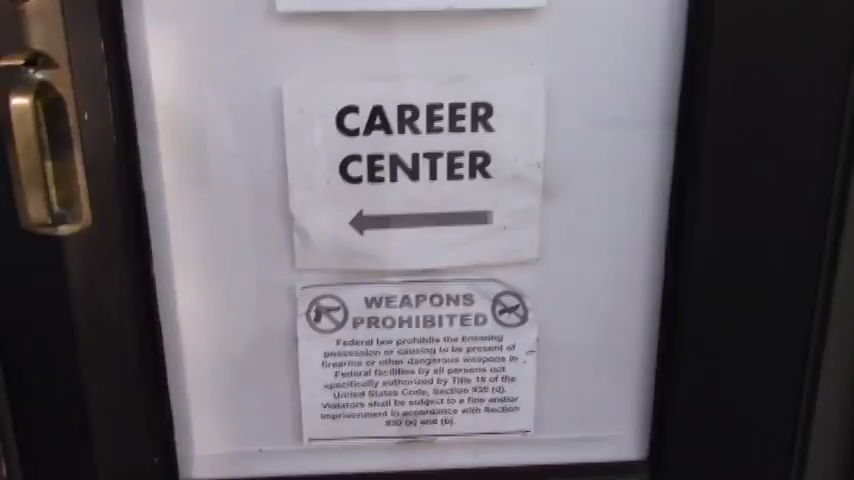 CAREER
CENTER
WEAPONS
PROHIBITED
Federal law prohibits the knowing
possession or causing to be present of
firearms or other dangerous weapons in
Federal facilities by all persons not
specifically authorized by Title 18 of the
United States Code, Section 930 (d).
Violators shall be subject to a fine and/or
imprisonment in accordance with Section
930 (a) and (b).